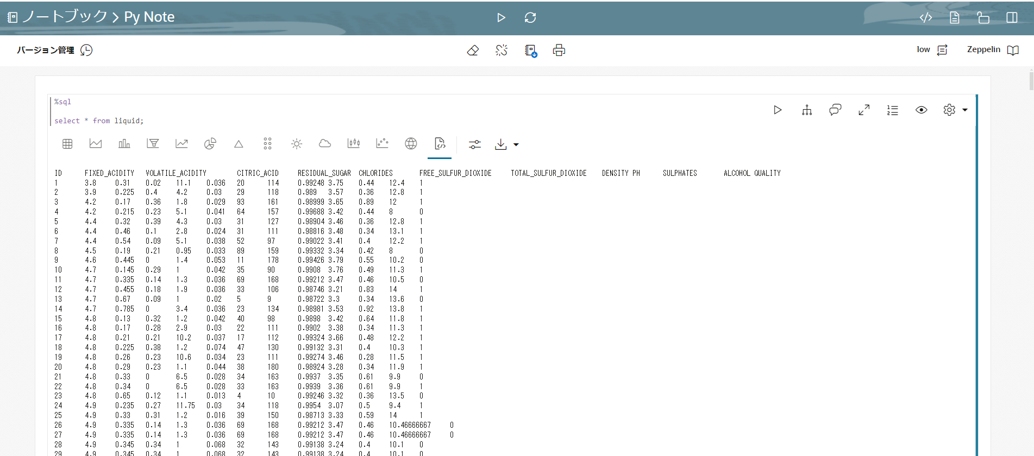 ノートブック > Py Note
バージョン管理
low
Zeppelin
%sql
select * from liquid;
ID FIXED_ACIDITY VOLATILE_ACIDITY CITRIC_ACID RESIDUAL_SUGAR CHLORIDES FREE_SULFUR_DIOXIDE TOTAL_SULFUR_DIOXIDE DENSITY PH SULPHATES ALCOHOL QUALITY
1 3.8 0.31 0.02 11.1 0.036 20 114 0.99248 3.75 0.44 12.4 1
2 3.9 0.225 0.4 4.2 0.03 29 118 0.989 3.57 0.36 12.8 1
3 4.2 0.17 0.36 1.8 0.029 93 161 0.98999 3.65 0.89 12 1
4 4.2 0.215 0.23 5.1 0.041 64 157 0.99688 3.42 0.44 8 0
5 4.4 0.32 0.39 4.3 0.03 31 127 0.98904 3.46 0.36 12.8 1
6 4.4 0.46 0.1 2.8 0.024 31 111 0.98816 3.48 0.34 13.1 1
7 4.4 0.54 0.09 5.1 0.038 52 97 0.99022 3.41 0.4 12.2 1
8 4.5 0.19 0.21 0.95 0.033 89 159 0.99332 3.34 0.42 8 0
9 4.6 0.445 0 1.4 0.053 11 178 0.99426 3.79 0.55 10.2 0
10 4.7 0.145 0.29 1 0.042 35 90 0.9908 3.76 0.49 11.3 1
11 4.7 0.335 0.14 1.3 0.036 69 168 0.99212 3.47 0.46 10.5 0
12 4.7 0.455 0.18 1.9 0.036 33 106 0.98746 3.21 0.83 14 1
13 4.7 0.67 0.09 1 0.02 5 9 0.98722 3.3 0.34 13.6 0
14 4.7 0.785 0 3.4 0.036 23 134 0.98981 3.53 0.92 13.8 1
15 4.8 0.13 0.32 1.2 0.042 40 98 0.9898 3.42 0.64 11.8 1
16 4.8 0.17 0.28 2.9 0.03 22 111 0.9902 3.38 0.34 11.3 1
17 4.8 0.21 0.21 10.2 0.037 17 112 0.99324 3.66 0.48 12.2 1
18 4.8 0.225 0.38 1.2 0.074 47 130 0.99132 3.31 0.4 10.3 1
19 4.8 0.26 0.23 10.6 0.034 23 111 0.99274 3.46 0.28 11.5 1
20 4.8 0.29 0.23 1.1 0.044 38 180 0.98924 3.28 0.34 11.9 1
21 4.8 0.33 0 6.5 0.028 34 163 0.9937 3.35 0.61 9.9 0
22 4.8 0.34 0 6.5 0.028 33 163 0.9939 3.36 0.61 9.9 1
23 4.8 0.65 0.12 1.1 0.013 4 10 0.99246 3.32 0.36 13.5 0
24 4.9 0.235 0.27 11.75 0.03 34 118 0.9954 3.07 0.5 9.4 1
25 4.9 0.33 0.31 1.2 0.016 39 150 0.98713 3.33 0.59 14 1
26 4.9 0.335 0.14 1.3 0.036 69 168 0.99212 3.47 0.46 10.46666667 0
27 4.9 0.335 0.14 1.3 0.036 69 168 0.99212 3.47 0.46 10.46666667 0
28 4.9 0.345 0.34 1 0.068 32 143 0.99138 3.24 0.4 10.1 0
29 4.9 0.345 0.34 1 0.068 32 143 0.99138 3.24 0.4 10.1 0